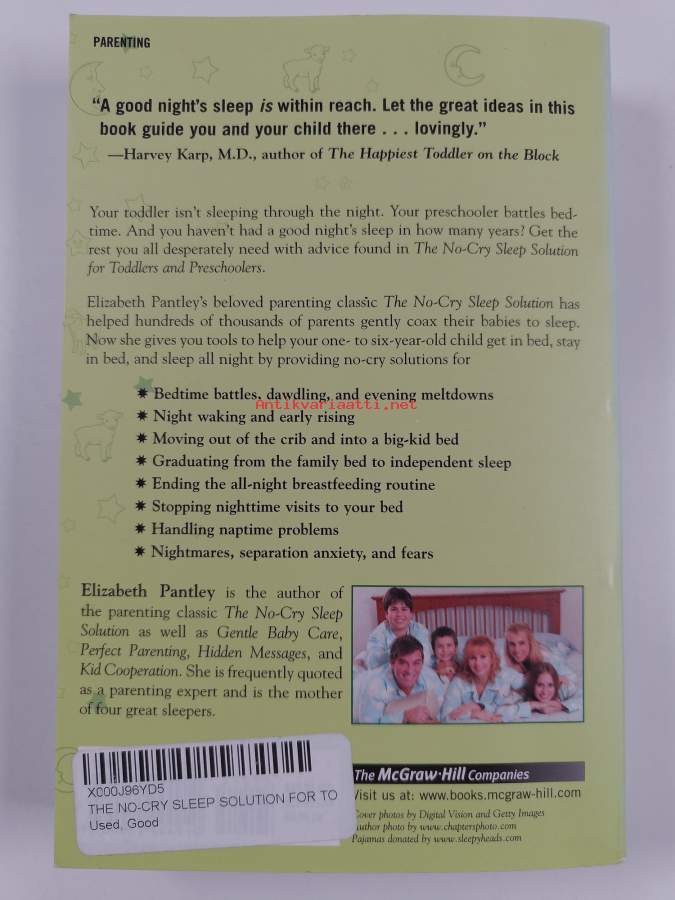 PARENTING
“A good night's sleep is within reach. Let the great ideas in this
book guide you and your child there . . . lovingly.”
—Harvey Karp, M.D., author of The Happiest Toddler on the Block
Your toddler isn't sleeping through the night. Your preschooler battles bed-
time. And you haven't had a good night's sleep in how many years? Get the
rest you all desperately need with advice found in The No-Cry Sleep Solution
for Toddlers and Preschoolers.
Elizabeth Pantley's beloved parenting classic The No-Cry Sleep Solution has
helped hundreds of thousands of parents gently coax their babies to sleep.
Now she gives you tools to help your one- to six-year-old child get in bed, stay
in bed, and sleep all night by providing no-cry solutions for
✷ Bedtime battles, dawdling, and evening meltdowns
Antikvariaatti.net
✷ Night waking and early rising
✷ Moving out of the crib and into a big-kid bed
✷ Graduating from the family bed to independent sleep
✷ Ending the all-night breastfeeding routine
✷ Stopping nighttime visits to your bed
✷ Handling naptime problems
✷ Nightmares, separation anxiety, and fears
Elizabeth Pantley is the author of
the parenting classic The No-Cry Sleep
Solution as well as Gentle Baby Care,
Perfect Parenting, Hidden Messages, and
Kid Cooperation. She is frequently quoted
as a parenting expert and is the mother
of four great sleepers.
The McGraw·Hill Companies
Visit us at: www.books.mcgraw-hill.com
Cover photos by Digital Vision and Getty Images
Author photo by www.chaptersphoto.com
Pajamas donated by www.sleepyheads.com
X000J96YD5
THE NO-CRY SLEEP SOLUTION FOR TO
Used, Good